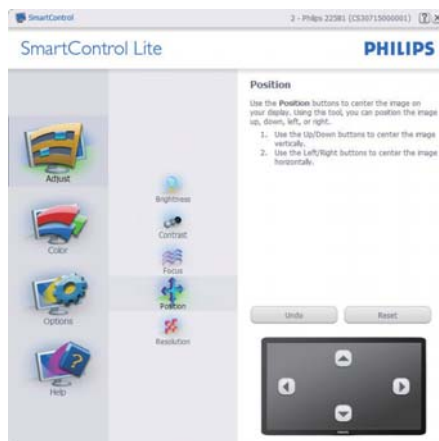 SmartControl
2 - Philips 225B1 (CS30715000001)
SmartControl Lite
PHILIPS
Adjust
Color
Options
Help
Brightness
Contrast
Focus
Position
Resolution
Position
Use the Position buttons to center the image on
your display. Using the tool, you can position the image
up, down, left, or right.
1. Use the Up/Down buttons to center the image
vertically.
2. Use the Left/Right buttons to center the image
horizontally.
Undo
Reset